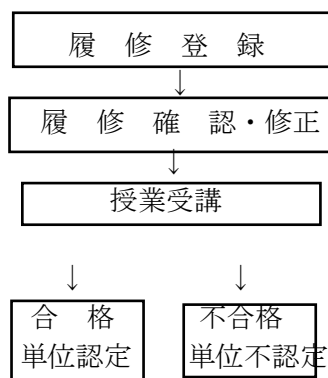 履 修 登 録
↓
履 修 確 認・修正
↓
授業受講
↓ ↓
合 格
単位認定
不合格
単位不認定